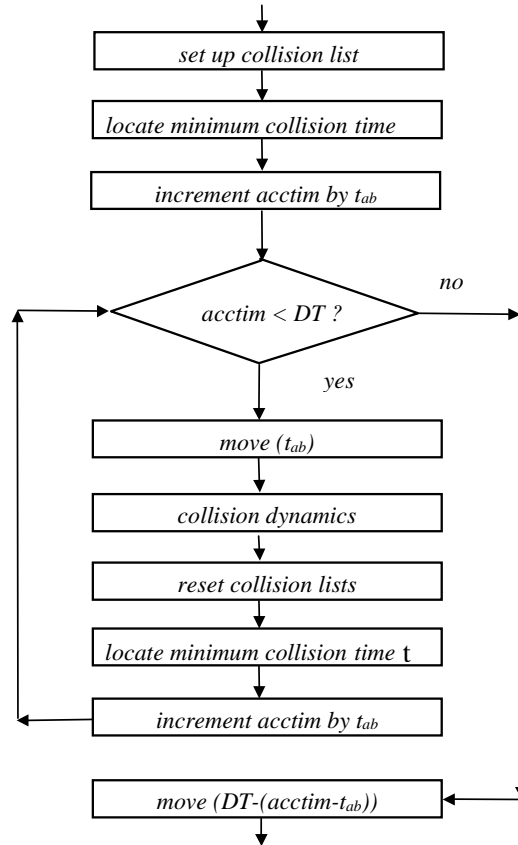 set up collision list
locate minimum collision time
increment acctim by tab
acctim < DT ?
no
yes
move (tab)
collision dynamics
reset collision lists
locate minimum collision time t
increment acctim by tab
move (DT-(acctim-tab))